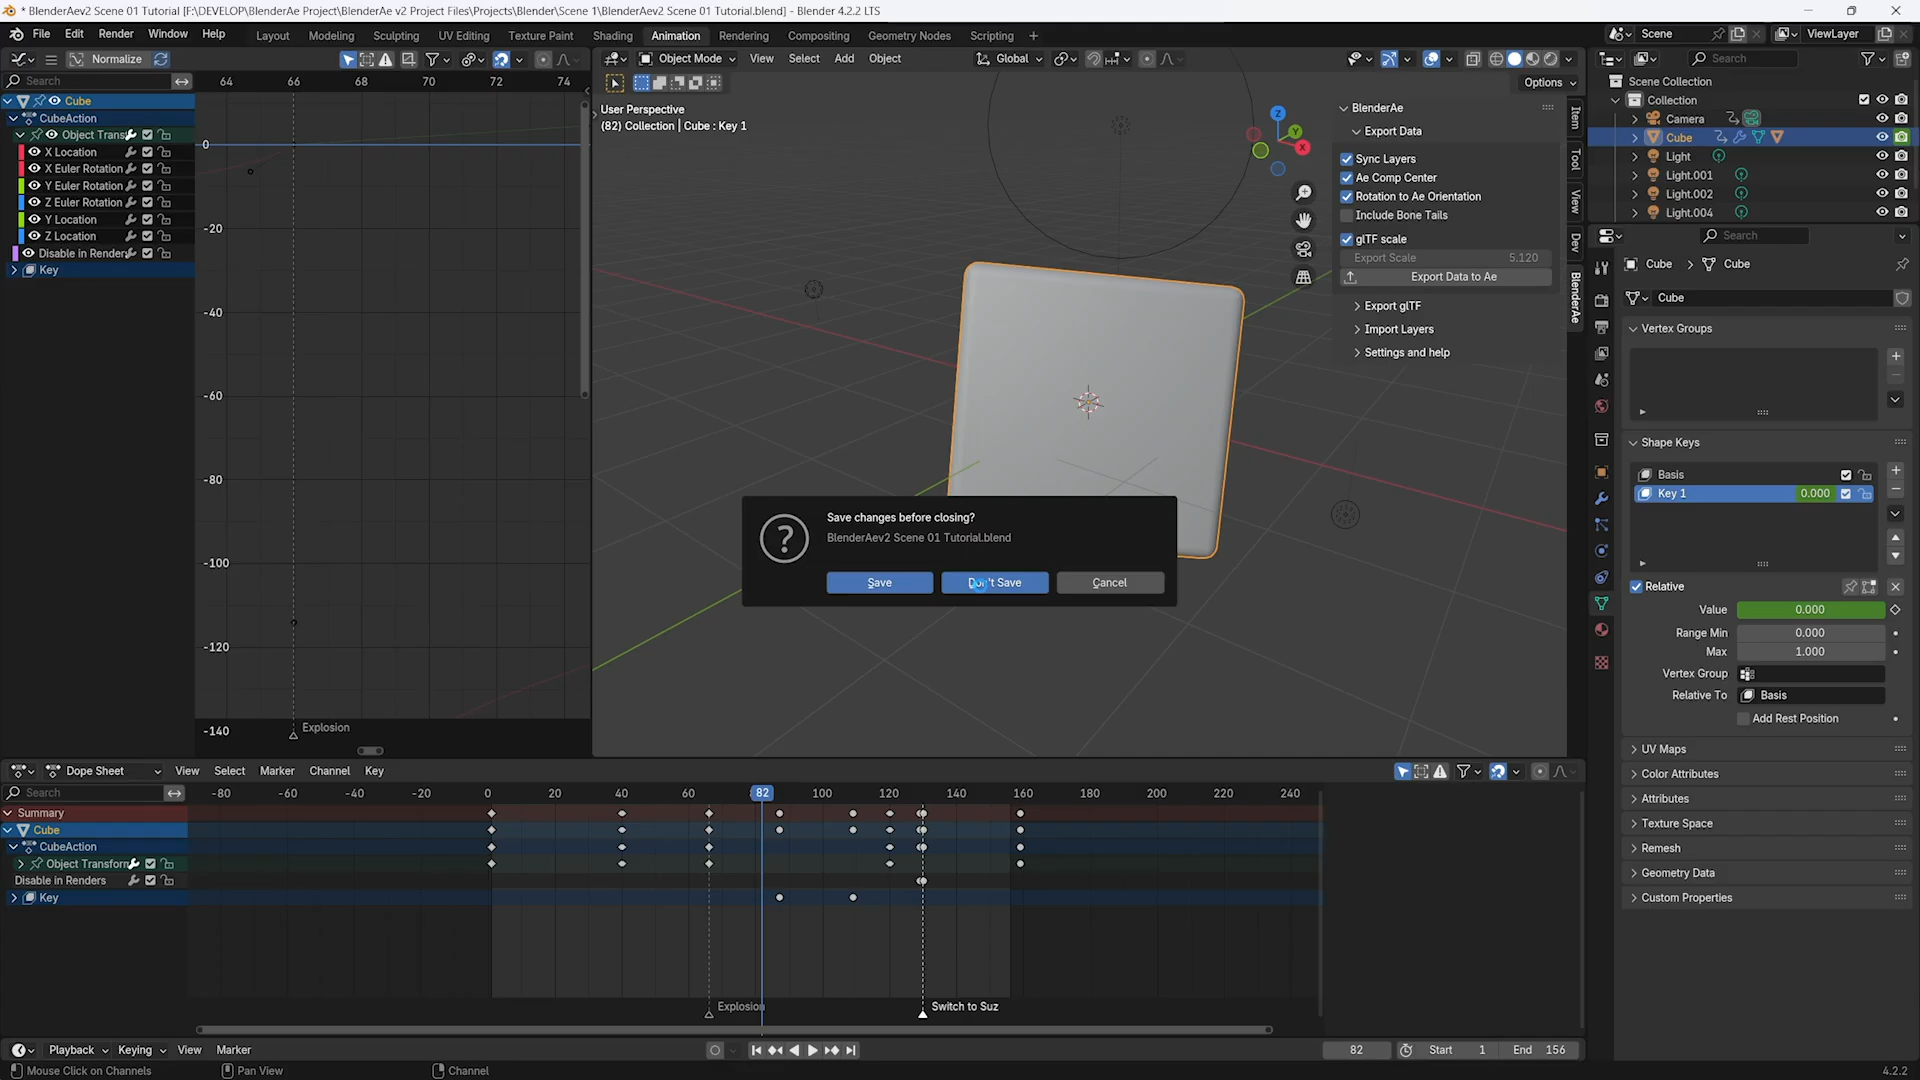 * BlenderAev2 Scene 01 Tutorial [F:\DEVELOP\BlenderAe Project\BlenderAe v2 Project Files\Projects\Blender\Scene 1\BlenderAev2 Scene 01 Tutorial.blend] - Blender 4.2.2 LTS
File Edit Render Window Help Layout Modeling Sculpting UV Editing Texture Paint Shading Animation Rendering Compositing Geometry Nodes Scripting + Scene ViewLayer
Normalize
Search
64 66 68 70 72 74
Cube
CubeAction
Object Trans
X Location
X Euler Rotation
Y Euler Rotation
Z Euler Rotation
Y Location
Z Location
Disable in Render
Key
0
-20
-40
-60
-80
-100
-120
-140
Explosion
Object Mode View Select Add Object Global
Options
User Perspective
(82) Collection | Cube : Key 1
Z
Y
X
BlenderAe
Export Data
Sync Layers
Ae Comp Center
Rotation to Ae Orientation
Include Bone Tails
glTF scale
Export Scale 5.120
Export Data to Ae
Export glTF
Import Layers
Settings and help
Item
Tool
View
Dev
BlenderAe
Save changes before closing?
BlenderAev2 Scene 01 Tutorial.blend
Save Don't Save Cancel
Search
Scene Collection
Collection
Camera
Cube
Light
Light.001
Light.002
Light.004
Search
Cube > Cube
Cube
Vertex Groups
Shape Keys
Basis
Key 1 0.000
Relative
Value 0.000
Range Min 0.000
Max 1.000
Vertex Group
Relative To Basis
Add Rest Position
UV Maps
Color Attributes
Attributes
Texture Space
Remesh
Geometry Data
Custom Properties
Dope Sheet View Select Marker Channel Key
Search
-80 -60 -40 -20 0 20 40 60 82 100 120 140 160 180 200 220 240
Summary
Cube
CubeAction
Object Transform
Disable in Renders
Key
Explosion
Switch to Suz
Playback Keying View Marker 82 Start 1 End 156
Mouse Click on Channels Pan View Channel 4.2.2